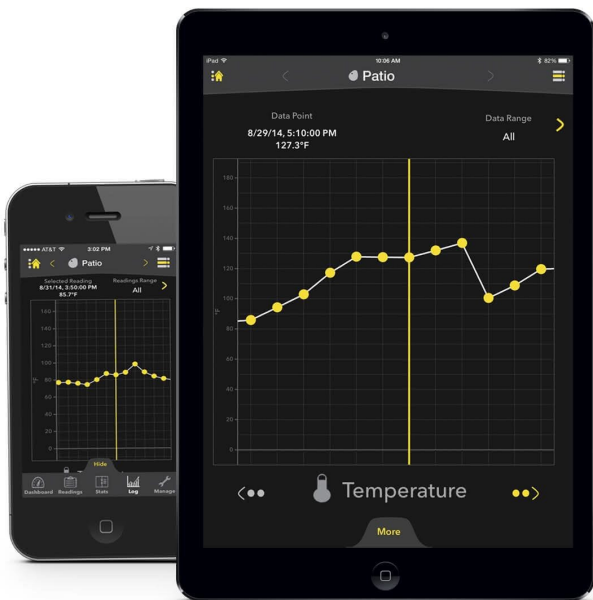 iPad
10:06 AM
82%
Patio
Data Point
8/29/14, 5:10:00 PM
127.3°F
Data Range
All
180
160
140
120
100
80
60
40
20
0
°F
Temperature
More
AT&T
3:02 PM
Patio
Selected Reading
8/31/14, 3:50:00 PM
85.7°F
Readings Range
All
160
140
120
100
80
60
40
20
0
°F
Hide
Dashboard
Readings
Stats
Log
Manage